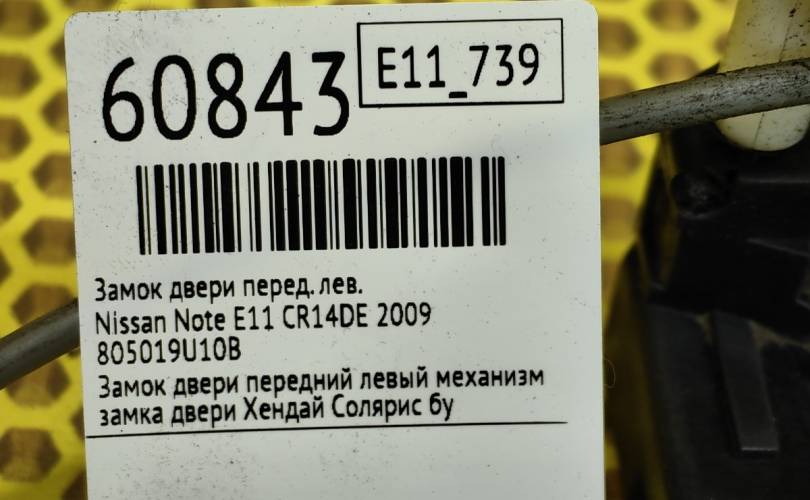 60843
E11_739
Замок двери перед. лев.
Nissan Note E11 CR14DE 2009
805019U10B
Замок двери передний левый механизм
замка двери Хендай Солярис бу